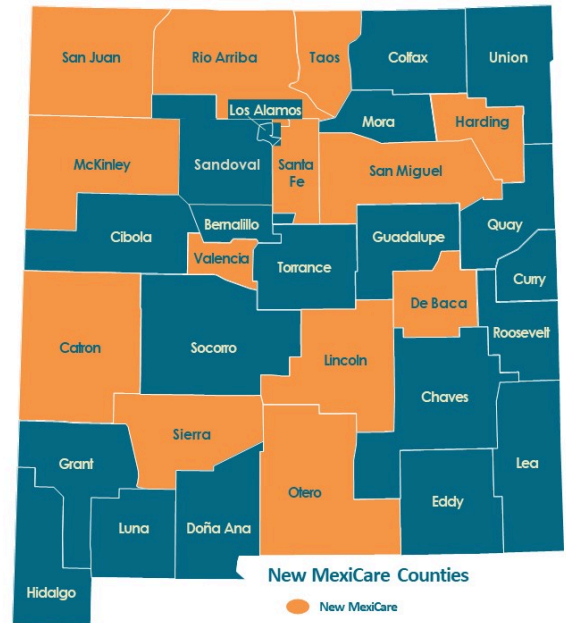 San Juan
Rio Arriba
Taos
Colfax
Union
Los Alamos
Mora
Harding
McKinley
Sandoval
Santa
Fe
San Miguel
Bernalillo
Cibola
Valencia
Torrance
Guadalupe
Quay
Curry
De Baca
Roosevelt
Catron
Socorro
Lincoln
Chaves
Sierra
Grant
Lea
Otero
Eddy
Luna
Doña Ana
Hidalgo
New MexiCare Counties
New MexiCare